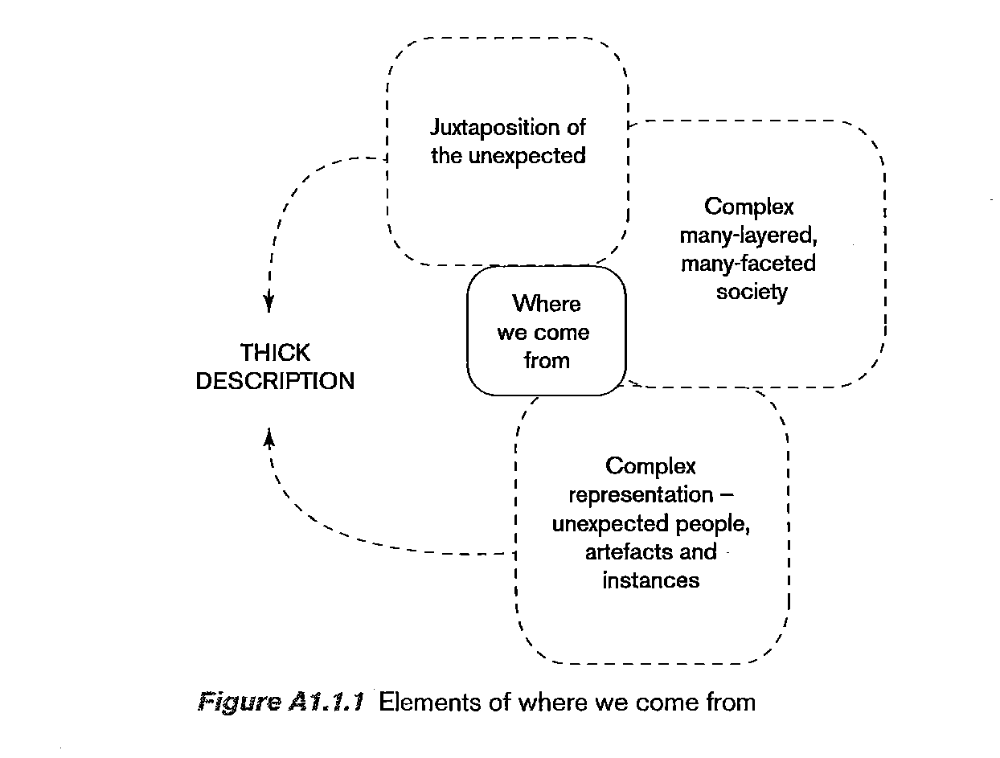 Juxtaposition of
the unexpected
Complex
many-layered,
many-faceted
society
Where
we come
from
THICK
DESCRIPTION
Complex
representation –
unexpected people,
artefacts and
instances
Figure A1.1.1 Elements of where we come from